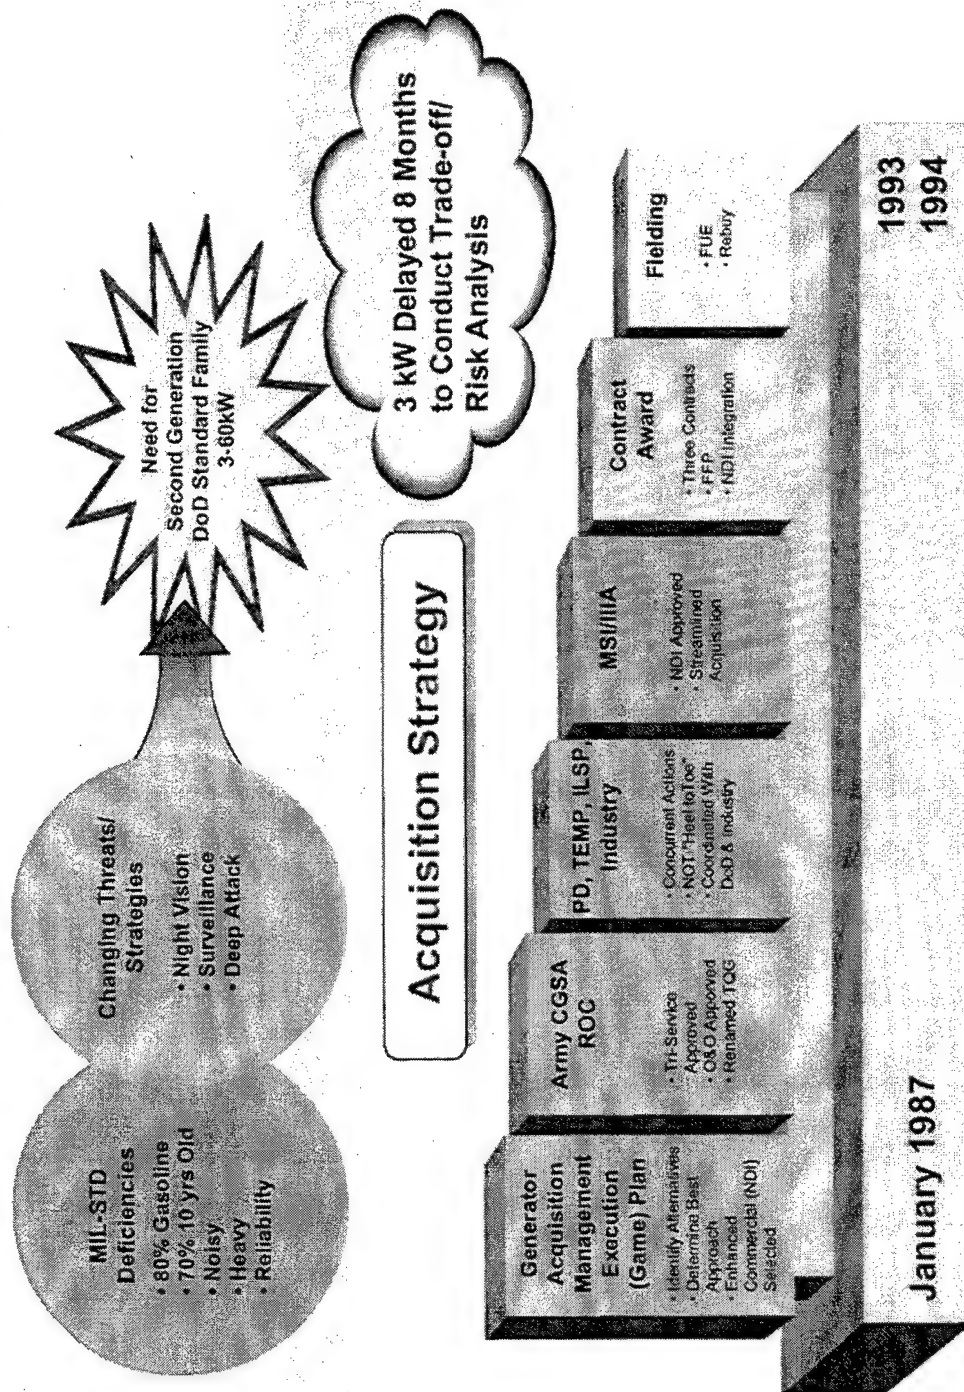 MIL-STD
Deficiencies
• 80% Gasoline
• 70% 10 yrs Old
• Noisy
• Heavy
• Reliabilty
Changing Threats/
Strategies
• Night Vision
• Surveillance
• Deep Attack
Need for
Second Generation
DoD Standard Family
3-60kW
Acquisition Strategy
3 kW Delayed 8 Months
to Conduct Trade-off/
Risk Analysis
Generator
Acquisition
Management
Execution
(Game) Plan
• Identify Alternatives
• Determine Best
Approach
• Enhanced
Commercial (NDI)
Selected
Army CGSA
ROC
• Tri-Service
Approved
• O&O Apporved
• Renamed TQG
PD, TEMP, ILSP,
Industry
• Concurrent Actions
• NOT "Heel to Toe"
• Coordinated With
DoD & Industry
MSI/IIIA
• NDI Approved
• Streamlined
Acquisition
Contract
Award
• Three Contracts
• FFP
• NDI Integration
Fielding
• FUE
• Rebuy
January 1987
1993
1994